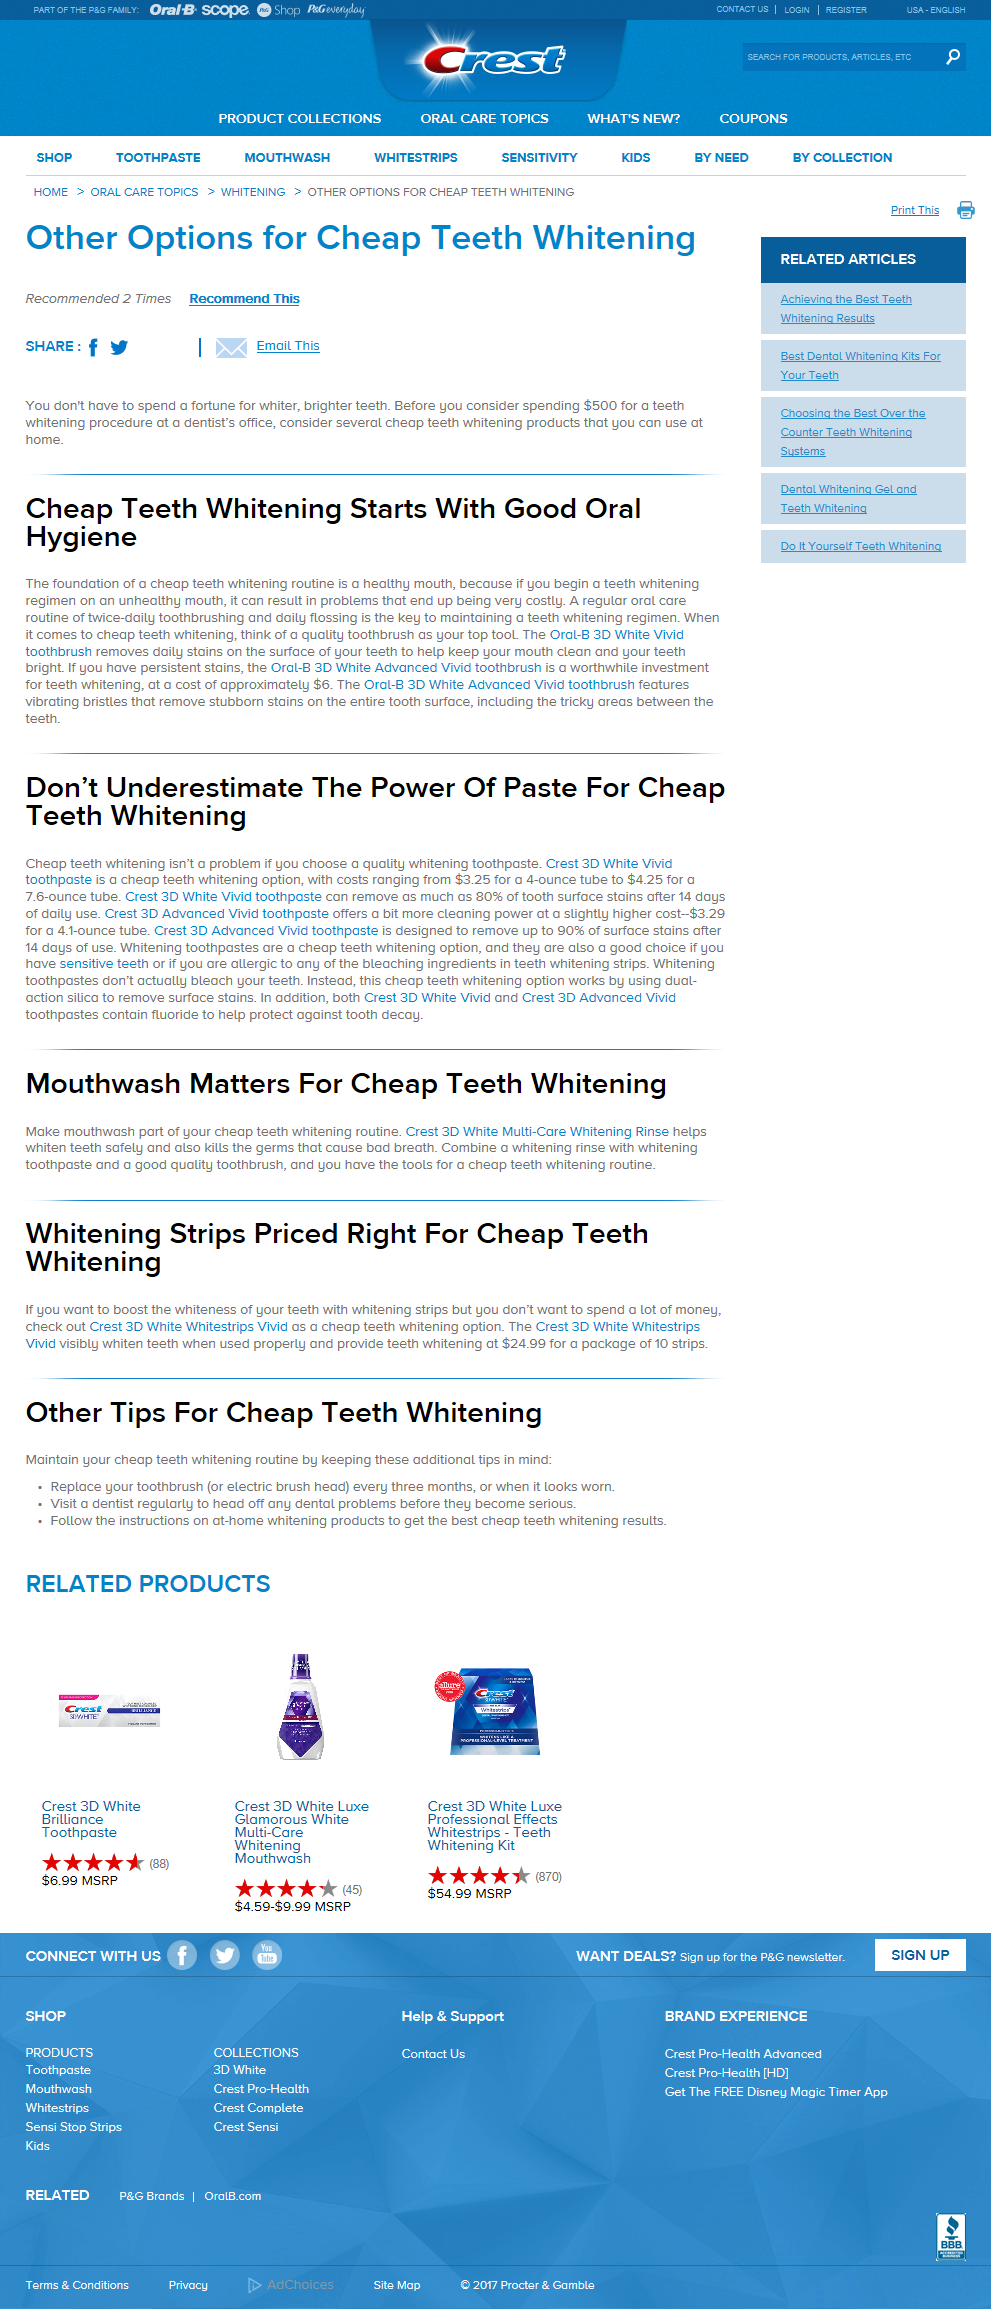 PART OF THE P&G FAMILY: Oral-B scope P&G Shop P&G everyday
CONTACT US | LOGIN | REGISTER USA - ENGLISH
Crest
SEARCH FOR PRODUCTS, ARTICLES, ETC
PRODUCT COLLECTIONS ORAL CARE TOPICS WHAT'S NEW? COUPONS
SHOP TOOTHPASTE MOUTHWASH WHITESTRIPS SENSITIVITY KIDS BY NEED BY COLLECTION
HOME > ORAL CARE TOPICS > WHITENING > OTHER OPTIONS FOR CHEAP TEETH WHITENING
Print This
Other Options for Cheap Teeth Whitening
Recommended 2 Times Recommend This
SHARE : | Email This
RELATED ARTICLES
Achieving the Best Teeth
Whitening Results
Best Dental Whitening Kits For
Your Teeth
Choosing the Best Over the
Counter Teeth Whitening
Systems
Dental Whitening Gel and
Teeth Whitening
Do It Yourself Teeth Whitening
You don't have to spend a fortune for whiter, brighter teeth. Before you consider spending $500 for a teeth
whitening procedure at a dentist's office, consider several cheap teeth whitening products that you can use at
home.
Cheap Teeth Whitening Starts With Good Oral
Hygiene
The foundation of a cheap teeth whitening routine is a healthy mouth, because if you begin a teeth whitening
regimen on an unhealthy mouth, it can result in problems that end up being very costly. A regular oral care
routine of twice-daily toothbrushing and daily flossing is the key to maintaining a teeth whitening regimen. When
it comes to cheap teeth whitening, think of a quality toothbrush as your top tool. The Oral-B 3D White Vivid
toothbrush removes daily stains on the surface of your teeth to help keep your mouth clean and your teeth
bright. If you have persistent stains, the Oral-B 3D White Advanced Vivid toothbrush is a worthwhile investment
for teeth whitening, at a cost of approximately $6. The Oral-B 3D White Advanced Vivid toothbrush features
vibrating bristles that remove stubborn stains on the entire tooth surface, including the tricky areas between the
teeth.
Don't Underestimate The Power Of Paste For Cheap
Teeth Whitening
Cheap teeth whitening isn't a problem if you choose a quality whitening toothpaste. Crest 3D White Vivid
toothpaste is a cheap teeth whitening option, with costs ranging from $3.25 for a 4-ounce tube to $4.25 for a
7.6-ounce tube. Crest 3D White Vivid toothpaste can remove as much as 80% of tooth surface stains after 14 days
of daily use. Crest 3D Advanced Vivid toothpaste offers a bit more cleaning power at a slightly higher cost--$3.29
for a 4.1-ounce tube. Crest 3D Advanced Vivid toothpaste is designed to remove up to 90% of surface stains after
14 days of use. Whitening toothpastes are a cheap teeth whitening option, and they are also a good choice if you
have sensitive teeth or if you are allergic to any of the bleaching ingredients in teeth whitening strips. Whitening
toothpastes don't actually bleach your teeth. Instead, this cheap teeth whitening option works by using dual-
action silica to remove surface stains. In addition, both Crest 3D White Vivid and Crest 3D Advanced Vivid
toothpastes contain fluoride to help protect against tooth decay.
Mouthwash Matters For Cheap Teeth Whitening
Make mouthwash part of your cheap teeth whitening routine. Crest 3D White Multi-Care Whitening Rinse helps
whiten teeth safely and also kills the germs that cause bad breath. Combine a whitening rinse with whitening
toothpaste and a good quality toothbrush, and you have the tools for a cheap teeth whitening routine.
Whitening Strips Priced Right For Cheap Teeth
Whitening
If you want to boost the whiteness of your teeth with whitening strips but you don't want to spend a lot of money,
check out Crest 3D White Whitestrips Vivid as a cheap teeth whitening option. The Crest 3D White Whitestrips
Vivid visibly whiten teeth when used properly and provide teeth whitening at $24.99 for a package of 10 strips.
Other Tips For Cheap Teeth Whitening
Maintain your cheap teeth whitening routine by keeping these additional tips in mind:
• Replace your toothbrush (or electric brush head) every three months, or when it looks worn.
• Visit a dentist regularly to head off any dental problems before they become serious.
• Follow the instructions on at-home whitening products to get the best cheap teeth whitening results.
RELATED PRODUCTS
Crest
3D WHITE
BRILLIANCE
allure
Crest
3D WHITE
Whitestrips
Crest 3D White
Brilliance
Toothpaste
(88)
$6.99 MSRP
Crest 3D White Luxe
Glamorous White
Multi-Care
Whitening
Mouthwash
(45)
$4.59-$9.99 MSRP
Crest 3D White Luxe
Professional Effects
Whitestrips - Teeth
Whitening Kit
(870)
$54.99 MSRP
CONNECT WITH US You Tube WANT DEALS? Sign up for the P&G newsletter. SIGN UP
SHOP
PRODUCTS
Toothpaste
Mouthwash
Whitestrips
Sensi Stop Strips
Kids
COLLECTIONS
3D White
Crest Pro-Health
Crest Complete
Crest Sensi
Help & Support
Contact Us
BRAND EXPERIENCE
Crest Pro-Health Advanced
Crest Pro-Health [HD]
Get The FREE Disney Magic Timer App
RELATED P&G Brands | OralB.com
BBB
ACCREDITED
BUSINESS
Terms & Conditions Privacy AdChoices Site Map © 2017 Procter & Gamble